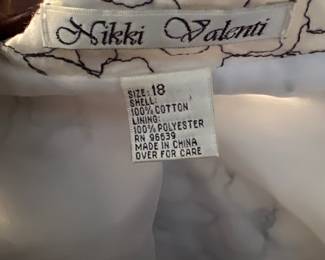 Nikki Valenti
SIZE: 18
SHELL:
100% COTTON
LINING:
100% POLYESTER
RN 96639
MADE IN CHINA
OVER FOR CARE